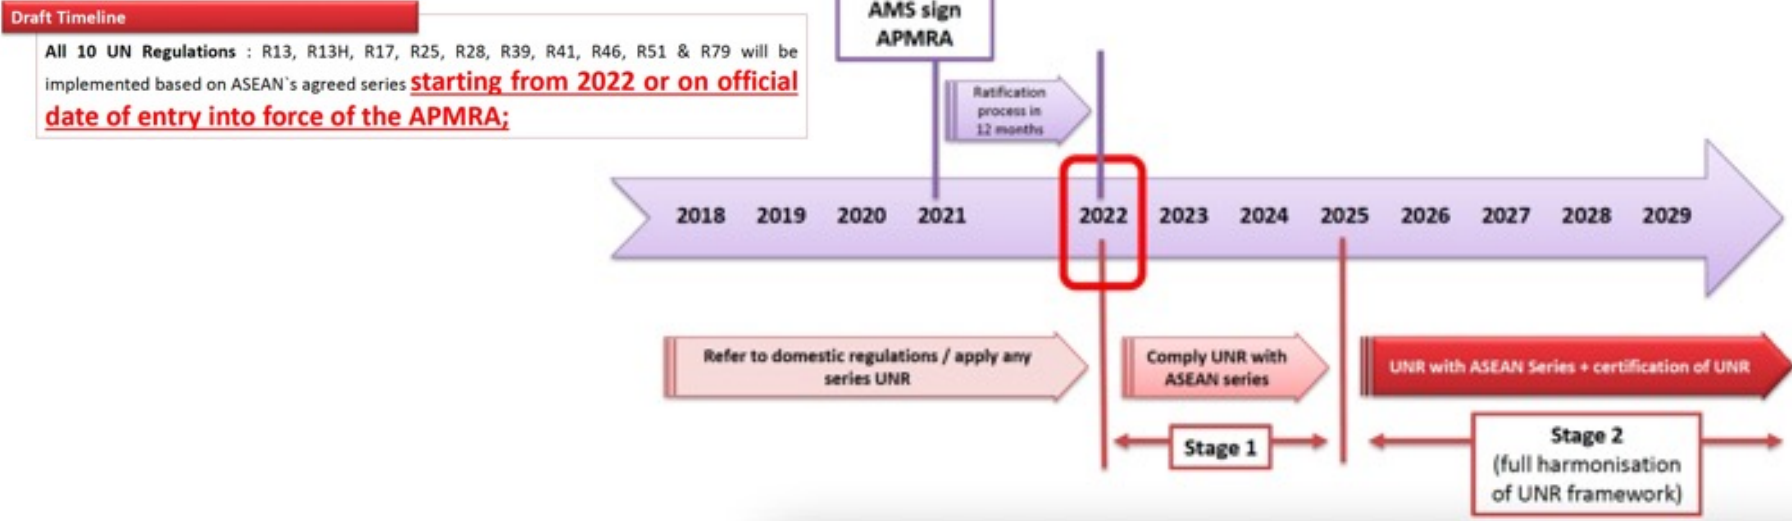 Draft Timeline
All 10 UN Regulations : R13, R13H, R17, R25, R28, R39, R41, R46, R51 & R79 will be
implemented based on ASEAN`s agreed series starting from 2022 or on official
date of entry into force of the APMRA;
AMS sign
APMRA
Ratification
process in
12 months
2018 2019 2020 2021 2022 2023 2024 2025 2026 2027 2028 2029
Refer to domestic regulations / apply any
series UNR
Comply UNR with
ASEAN series
UNR with ASEAN Series + certification of UNR
Stage 1
Stage 2
(full harmonisation
of UNR framework)